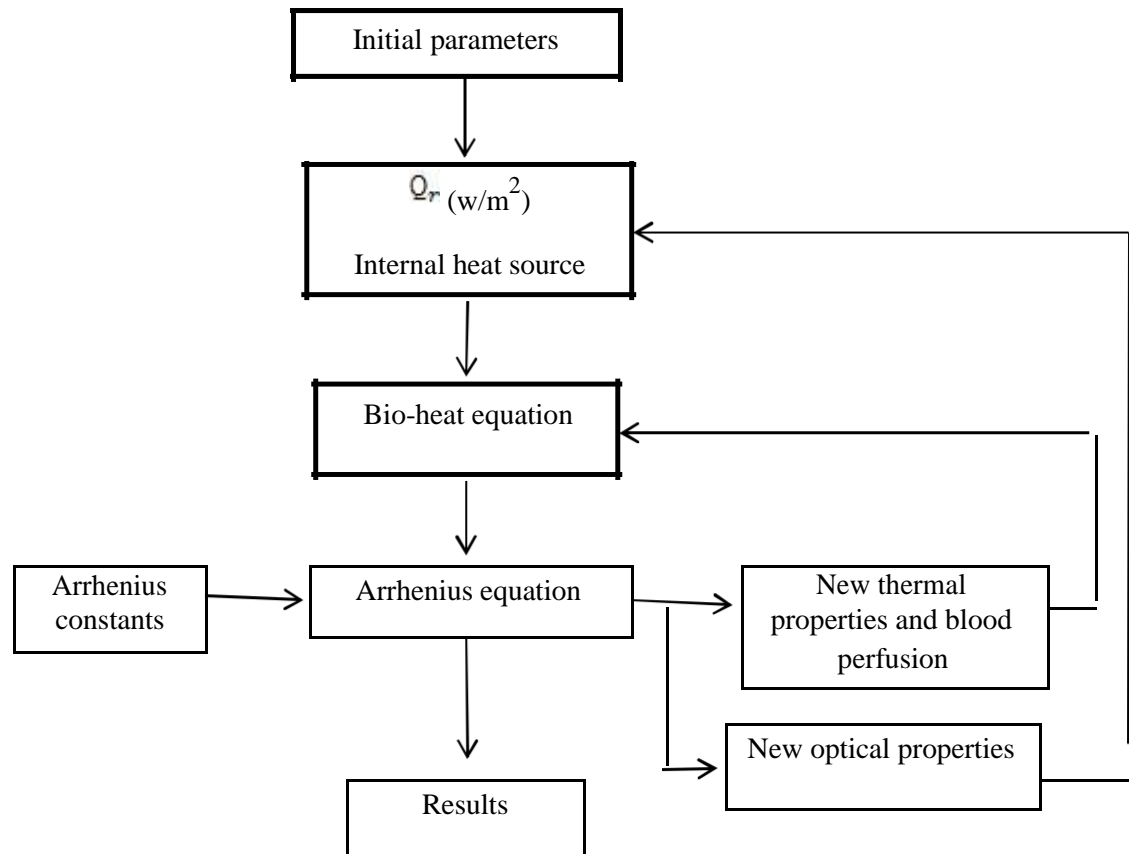 Initial parameters
Qr (w/m²)
Internal heat source
Bio-heat equation
Arrhenius
constants
Arrhenius equation
New thermal
properties and blood
perfusion
New optical properties
Results